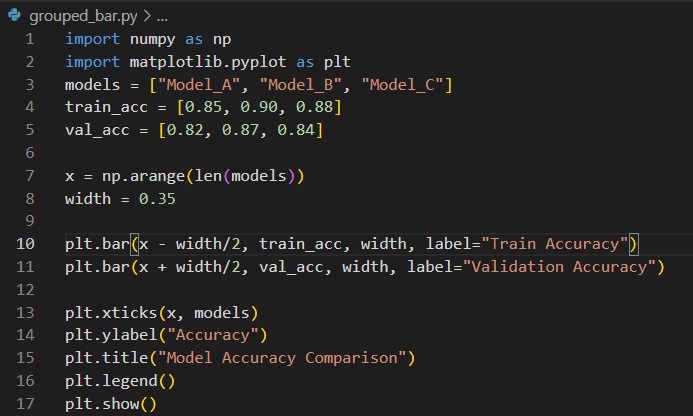 grouped_bar.py > ...
1 import numpy as np
2 import matplotlib.pyplot as plt
3 models = ["Model_A", "Model_B", "Model_C"]
4 train_acc = [0.85, 0.90, 0.88]
5 val_acc = [0.82, 0.87, 0.84]
6
7 x = np.arange(len(models))
8 width = 0.35
9
10 plt.bar(x - width/2, train_acc, width, label="Train Accuracy")
11 plt.bar(x + width/2, val_acc, width, label="Validation Accuracy")
12
13 plt.xticks(x, models)
14 plt.ylabel("Accuracy")
15 plt.title("Model Accuracy Comparison")
16 plt.legend()
17 plt.show()